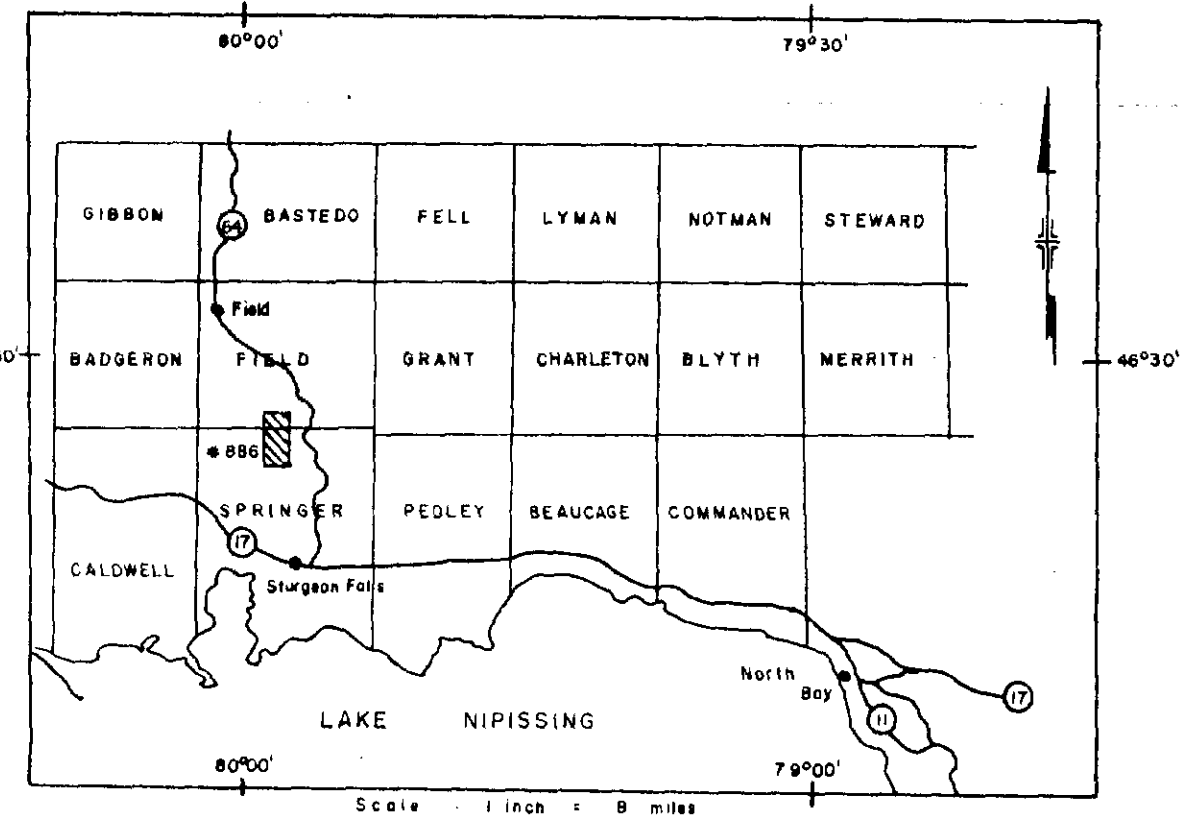 80°00'
79°30'
GIBBON
BASTEDO
FELL
LYMAN
NOTMAN
STEWARD
64
Field
BADGERON
FIELD
GRANT
CHARLETON
BLYTH
MERRITH
46°30'
* 886
SPRINGER
PEDLEY
BEAUCAGE
COMMANDER
17
CALDWELL
Sturgeon Falls
North
Bay
17
11
LAKE NIPISSING
80°00'
79°00'
Scale 1 inch = 8 miles